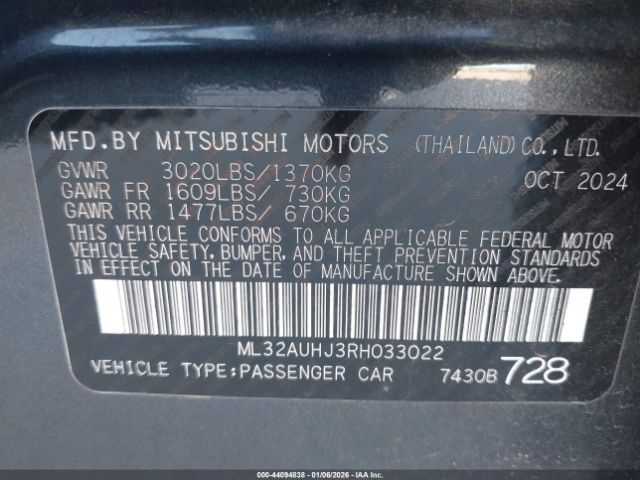 MFD.BY MITSUBISHI MOTORS (THAILAND)CO.,LTD.
GVWR 3020LBS/1370KG OCT 2024
GAWR FR 1609LBS/ 730KG
GAWR RR 1477LBS/ 670KG
THIS VEHICLE CONFORMS TO ALL APPLICABLE FEDERAL MOTOR
VEHICLE SAFETY, BUMPER, AND THEFT PREVENTION STANDARDS
IN EFFECT ON THE DATE OF MANUFACTURE SHOWN ABOVE.
ML32AUHJ3RH033022
VEHICLE TYPE:PASSENGER CAR 7430B 728
000-44094838 - 01/06/2026 - IAAI.COM